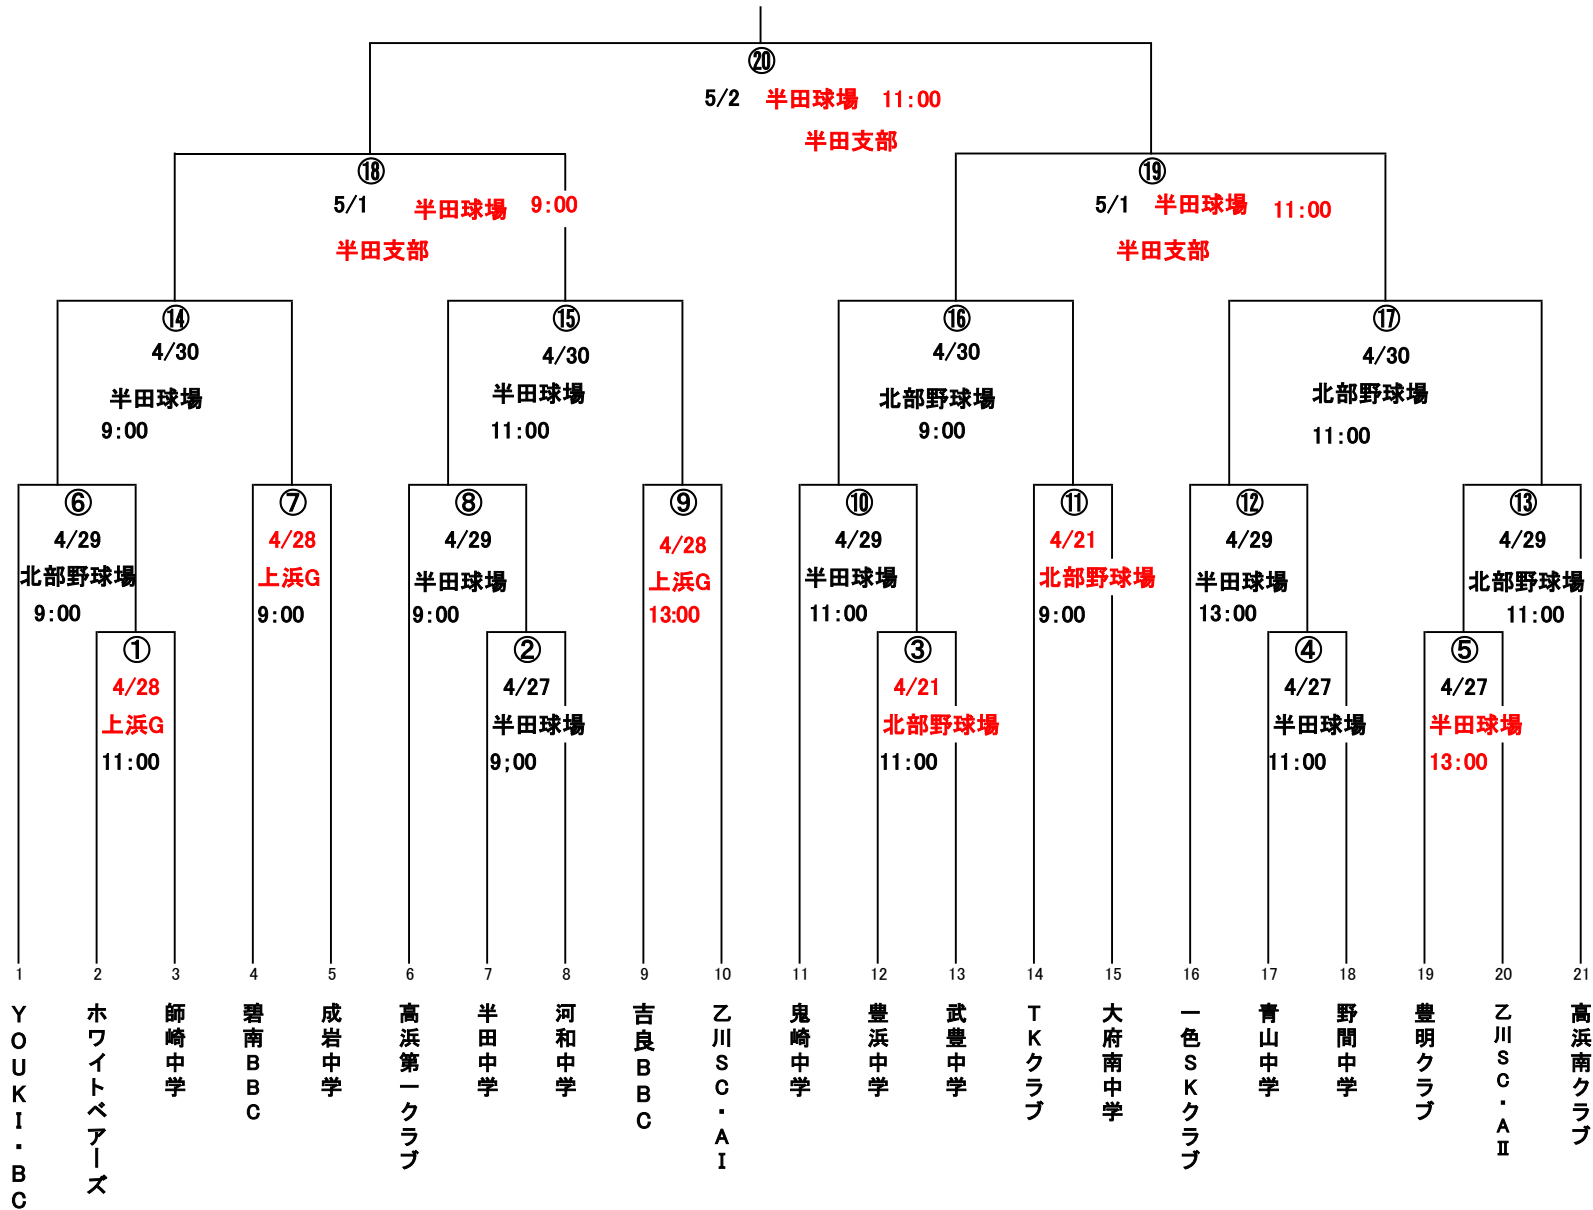 ⑳
5/2 半田球場 11:00
半田支部
⑱
5/1 半田球場 9:00
半田支部
⑲
5/1 半田球場 11:00
半田支部
⑭
4/30
半田球場
9:00
⑮
4/30
半田球場
11:00
⑯
4/30
北部野球場
9:00
⑰
4/30
北部野球場
11:00
⑥
4/29
北部野球場
9:00
⑦
4/28
上浜G
9:00
⑧
4/29
半田球場
9:00
⑨
4/28
上浜G
13:00
⑩
4/29
半田球場
11:00
⑪
4/21
北部野球場
9:00
⑫
4/29
半田球場
13:00
⑬
4/29
北部野球場
11:00
①
4/28
上浜G
11:00
②
4/27
半田球場
9;00
③
4/21
北部野球場
11:00
④
4/27
半田球場
11:00
⑤
4/27
半田球場
13:00
1 2 3 4 5 6 7 8 9 10 11 12 13 14 15 16 17 18 19 20 21
YOUKI・BC
ホワイトベアーズ
師崎中学
碧南BBC
成岩中学
高浜第一クラブ
半田中学
河和中学
吉良BBC
乙川SC・AI
鬼崎中学
豊浜中学
武豊中学
TKクラブ
大府南中学
一色SKクラブ
青山中学
野間中学
豊明クラブ
乙川SC・AⅡ
高浜南クラブ